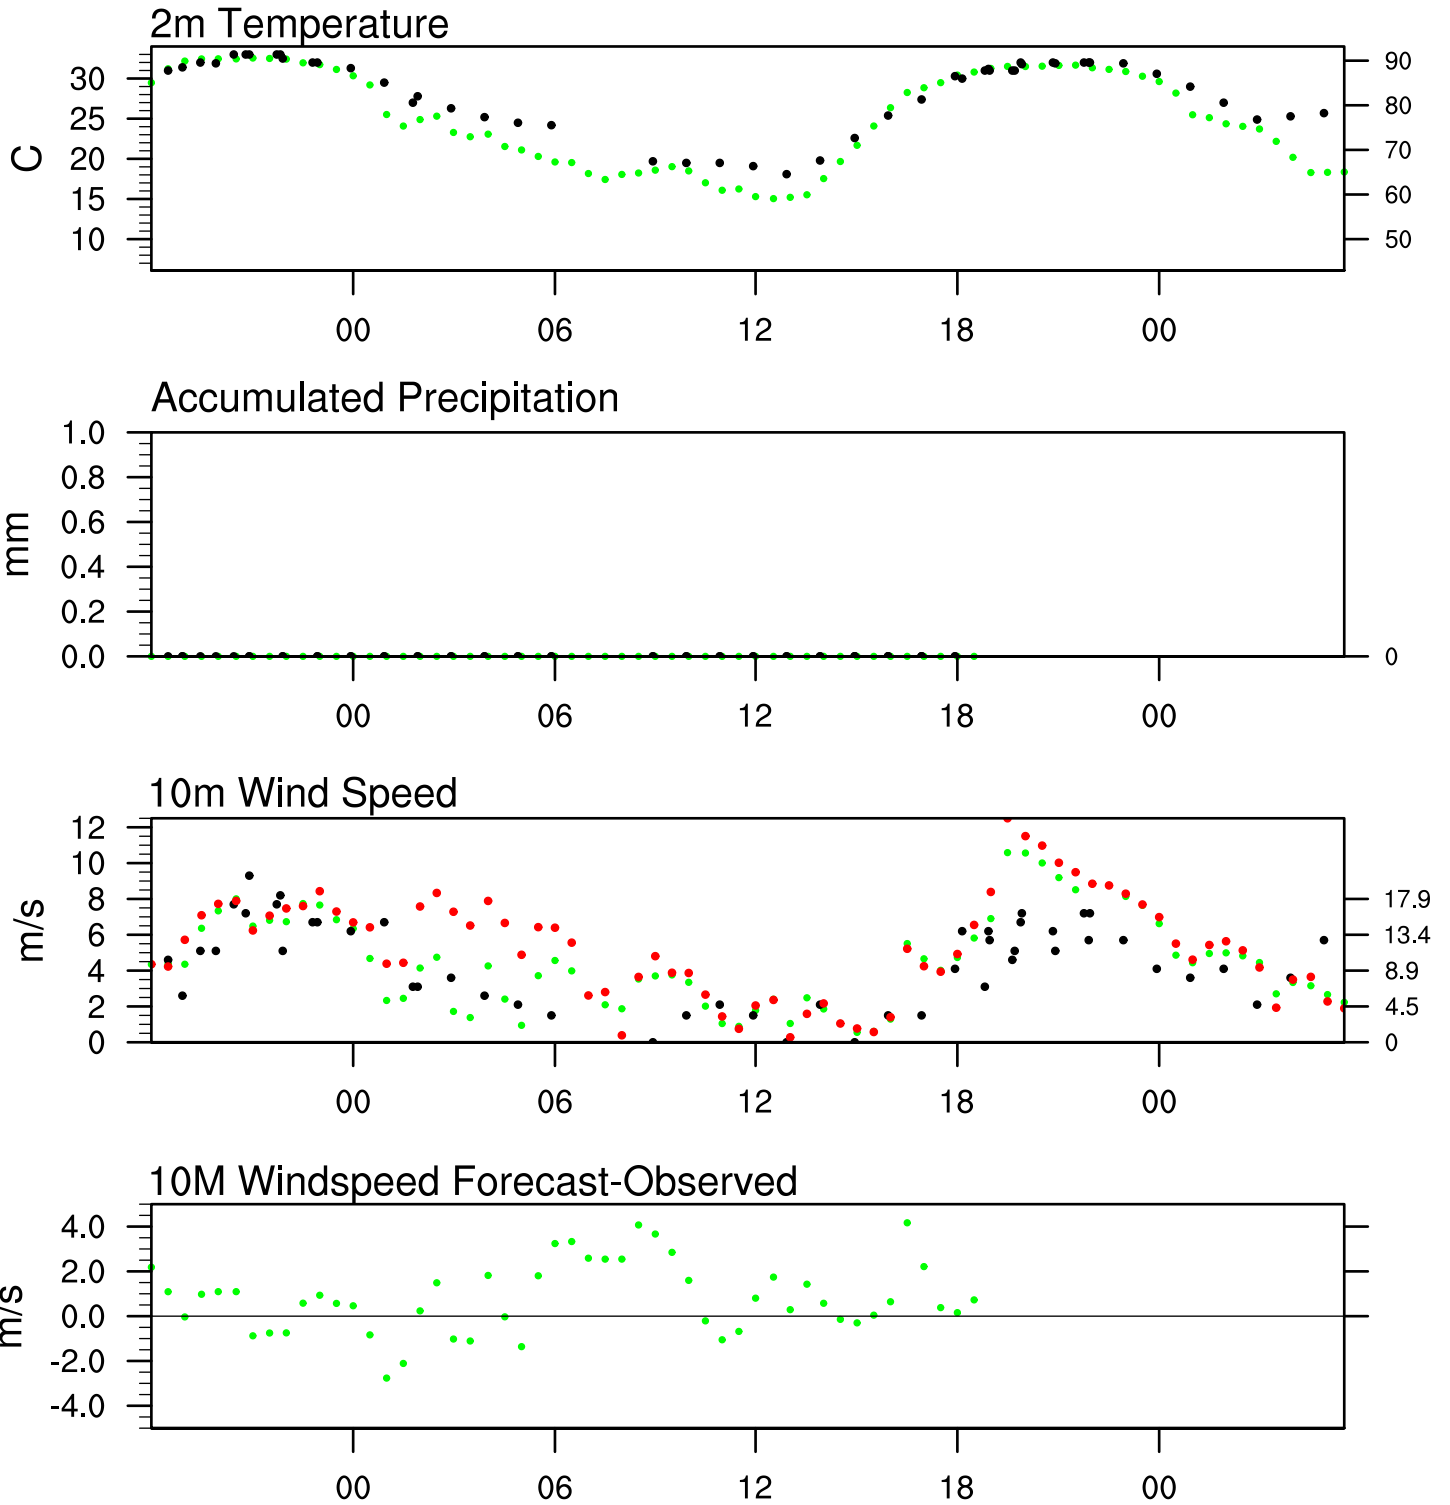 2m Temperature
30
25
20
15
10
C
90
80
70
60
50
00 06 12 18 00
Accumulated Precipitation
1.0
0.8
0.6
0.4
0.2
0.0
mm
0
00 06 12 18 00
10m Wind Speed
12
10
8
6
4
2
0
m/s
17.9
13.4
8.9
4.5
0
00 06 12 18 00
10M Windspeed Forecast-Observed
4.0
2.0
0.0
-2.0
-4.0
m/s
00 06 12 18 00